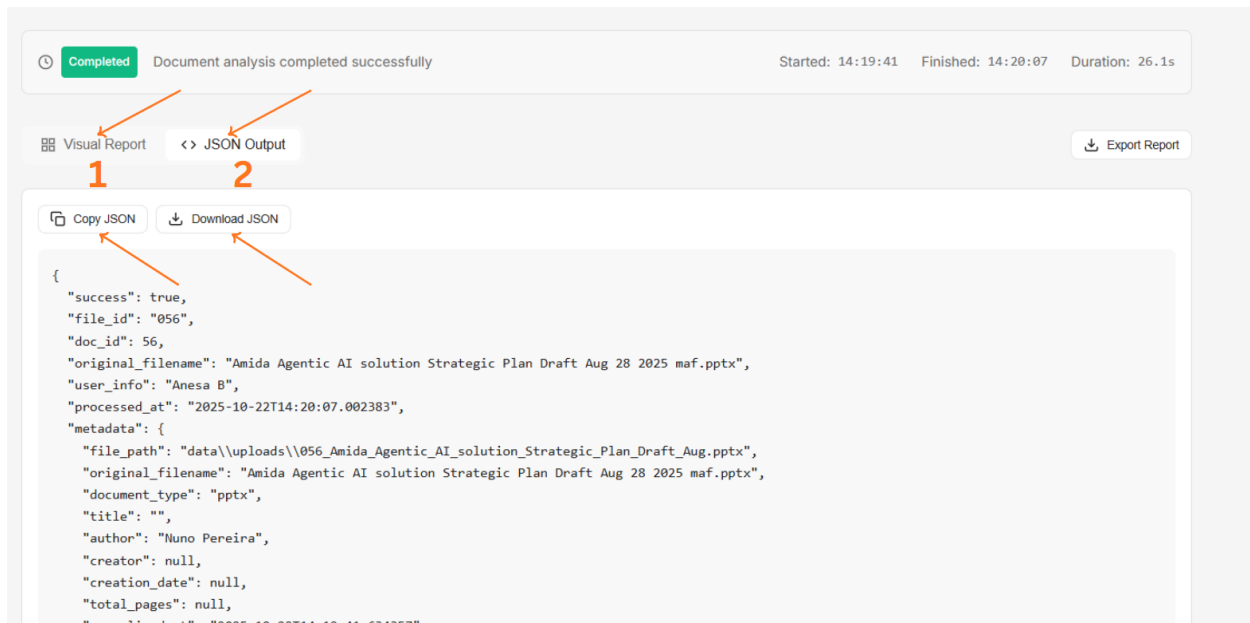 Completed Document analysis completed successfully Started: 14:19:41 Finished: 14:20:07 Duration: 26.1s
Visual Report <> JSON Output Export Report
1 2
Copy JSON Download JSON
{
"success": true,
"file_id": "056",
"doc_id": 56,
"original_filename": "Amida Agentic AI solution Strategic Plan Draft Aug 28 2025 maf.pptx",
"user_info": "Anesa B",
"processed_at": "2025-10-22T14:20:07.002383",
"metadata": {
"file_path": "data\\uploads\\056_Amida_Agentic_AI_solution_Strategic_Plan_Draft_Aug.pptx",
"original_filename": "Amida Agentic AI solution Strategic Plan Draft Aug 28 2025 maf.pptx",
"document_type": "pptx",
"title": "",
"author": "Nuno Pereira",
"creator": null,
"creation_date": null,
"total_pages": null,